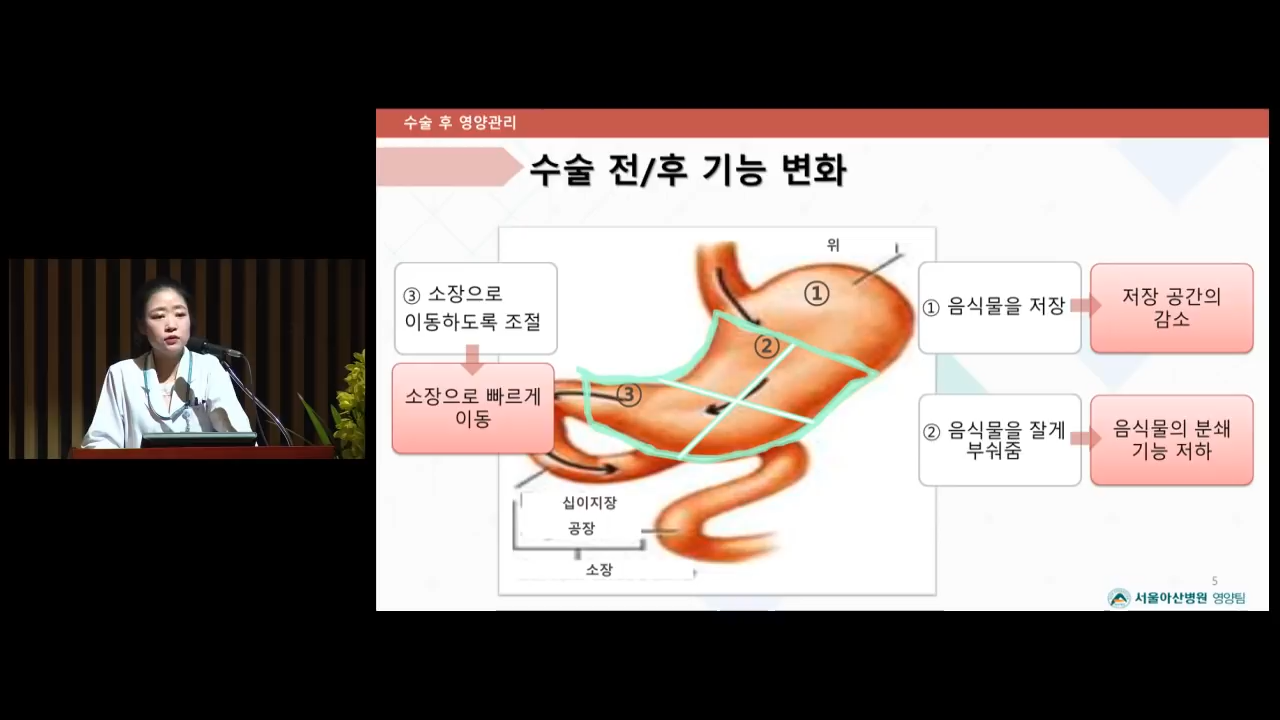 수술 후 영양관리
수술 전/후 기능 변화
위
①
②
③
③ 소장으로
이동하도록 조절
소장으로 빠르게
이동
① 음식물을 저장
저장 공간의
감소
② 음식물을 잘게
부숴줌
음식물의 분쇄
기능 저하
십이지장
공장
소장
5
서울아산병원 영양팀